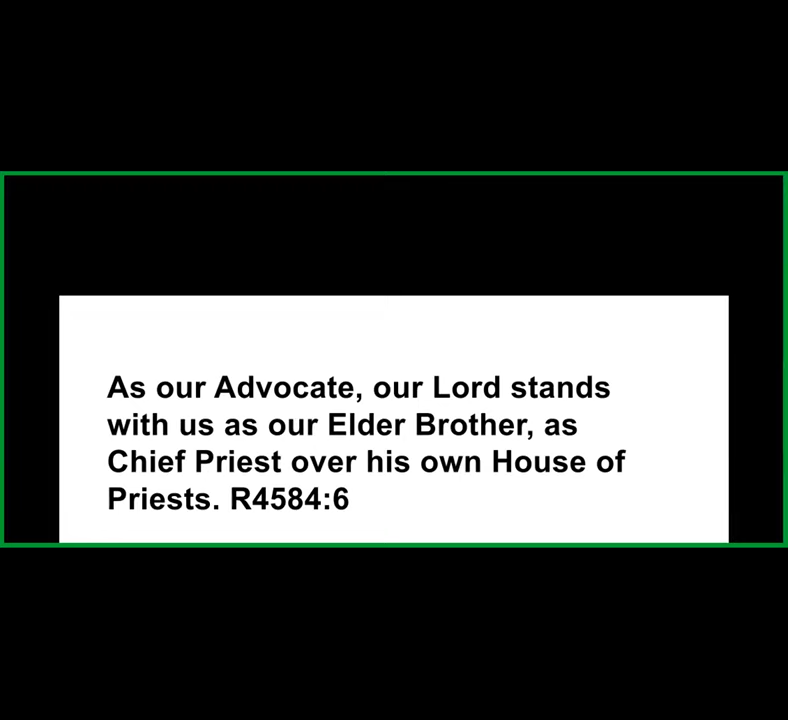 As our Advocate, our Lord stands
with us as our Elder Brother, as
Chief Priest over his own House of
Priests. R4584:6